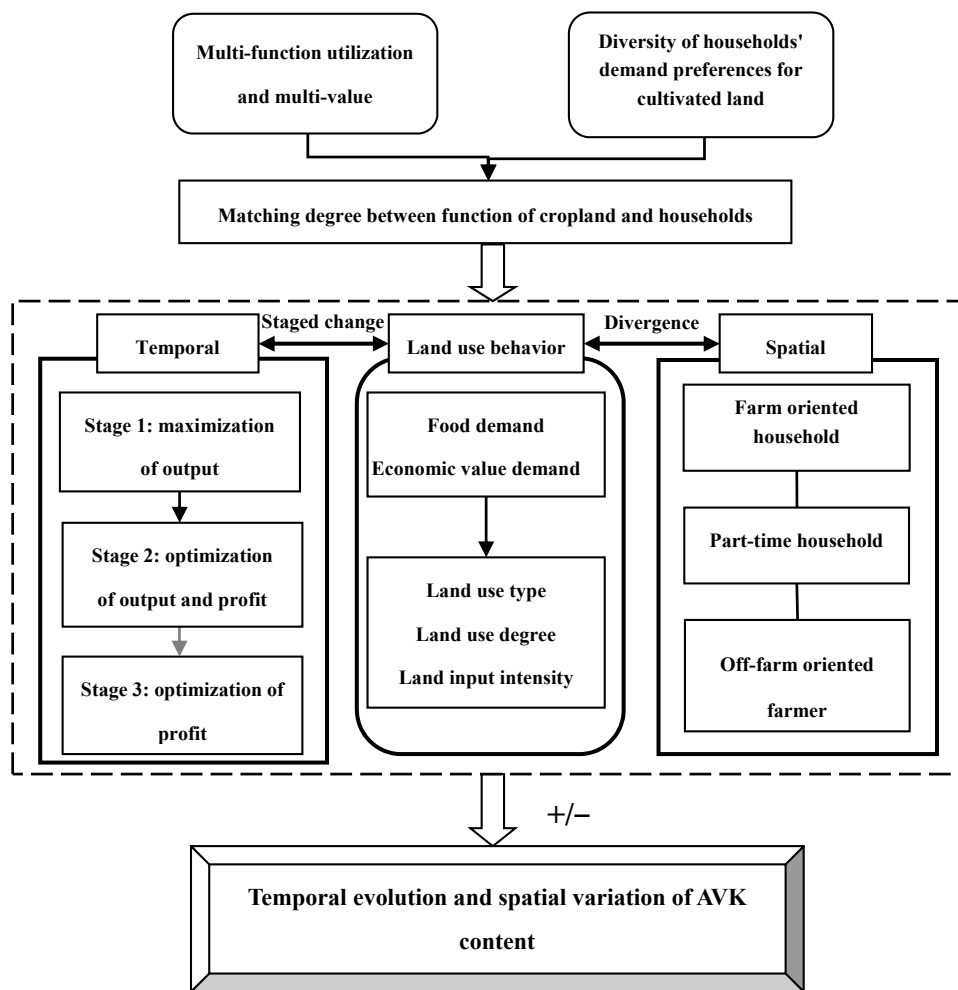 Multi-function utilization
and multi-value
Diversity of households'
demand preferences for
cultivated land
Matching degree between function of cropland and households
Temporal
Staged change
Land use behavior
Divergence
Spatial
Stage 1: maximization
of output
Stage 2: optimization
of output and profit
Stage 3: optimization of
profit
Food demand
Economic value demand
Land use type
Land use degree
Land input intensity
Farm oriented
household
Part-time household
Off-farm oriented
farmer
+/−
Temporal evolution and spatial variation of AVK
content